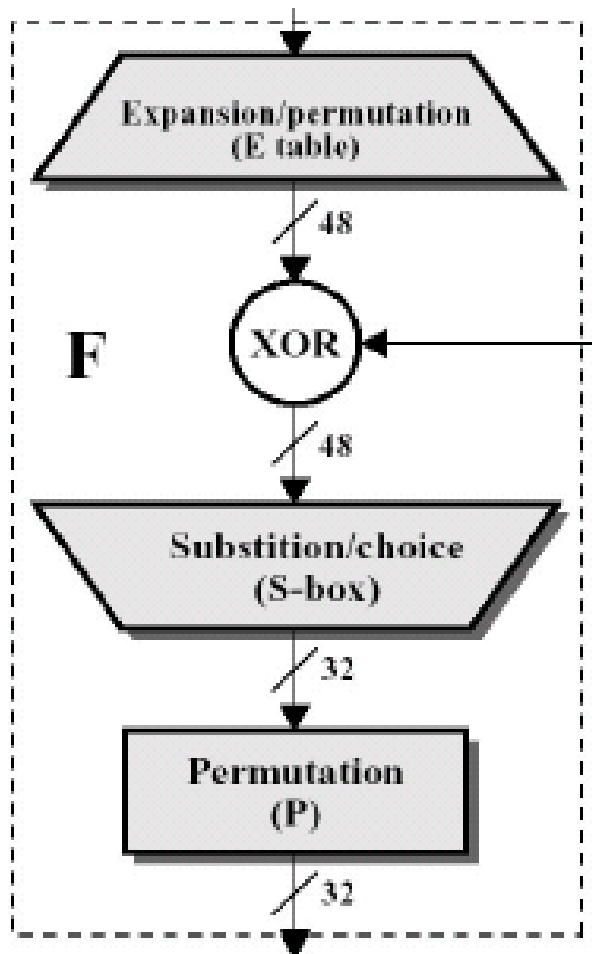 Expansion/permutation
(E table)
48
XOR
F
48
Substition/choice
(S-box)
32
Permutation
(P)
32